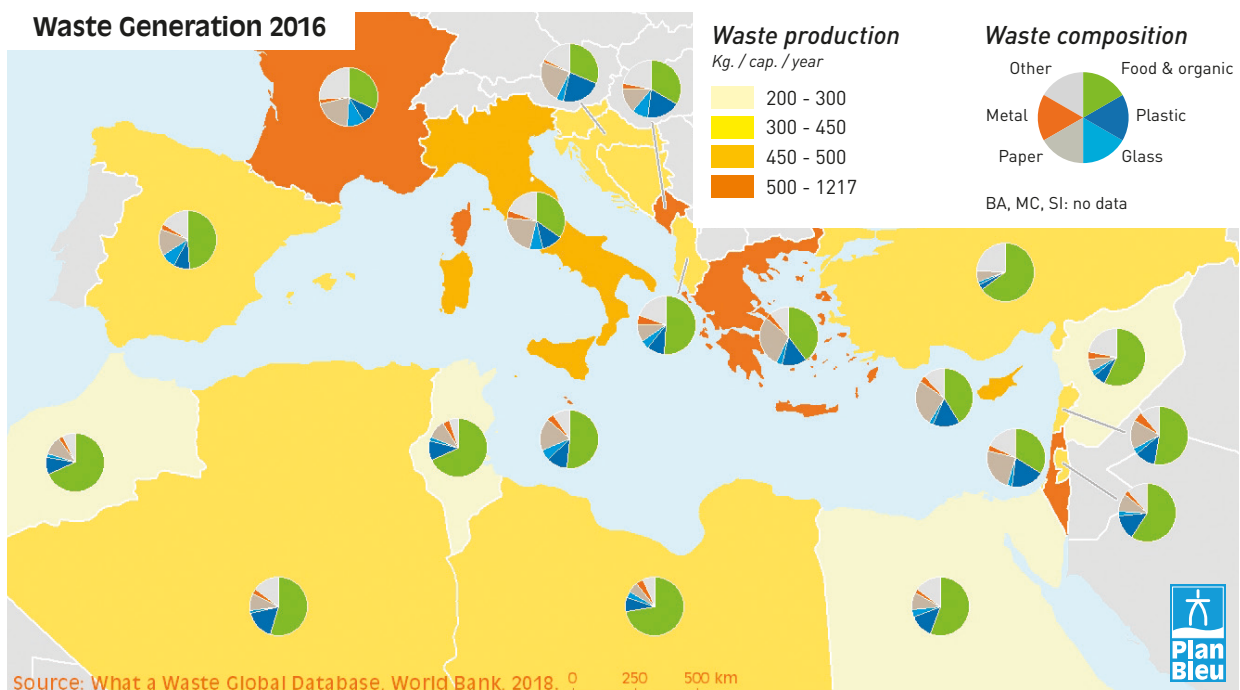 Waste Generation 2016
Waste production
Kg. / cap. / year
200 - 300
300 - 450
450 - 500
500 - 1217
Waste composition
Other
Food & organic
Metal
Plastic
Paper
Glass
BA, MC, SI: no data
Source: What a Waste Global Database, World Bank, 2018.
0 250 500 km
Plan
Bleu